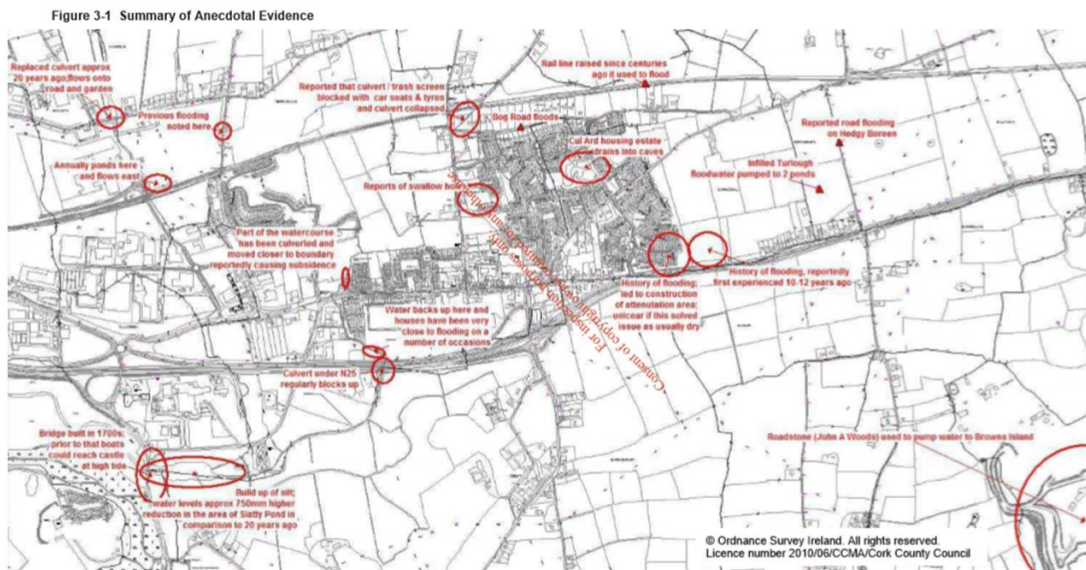 Figure 3-1 Summary of Anecdotal Evidence
Replaced culvert approx
20 years ago;flows onto
road and garden
Previous flooding
noted here
Annually ponds here
and flows east
Reported that culvert / trash screen
blocked with car seats & tyres
and culvert collapsed
Rail line raised since centuries
ago it used to flood
Bog Road floods
Cul Ard housing estate
drains into caves
Reported road flooding
on Hedgy Boreen
Infilled Turlough
floodwater pumped to 2 ponds
Reports of swallow holes
Part of the watercourse
has been culverted and
moved closer to boundary
reportedly causing subsidence
Water backs up here and
houses have been very
close to flooding on a
number of occasions
History of flooding;
led to construction
of attenuation area;
unclear if this solved
issue as usually dry
History of flooding, reportedly
first experienced 10-12 years ago
Culvert under N25
regularly blocks up
Bridge built in 1700s;
prior to that boats
could reach castle
at high tide
Build up of silt;
water levels approx 750mm higher
reduction in the area of Slatty Pond in
comparison to 20 years ago
Roadstone (John A Woods) used to pump water to Browns Island
For inspection purposes only.
Consent of copyright owner required for any other use.
© Ordnance Survey Ireland. All rights reserved.
Licence number 2010/06/CCMA/Cork County Council